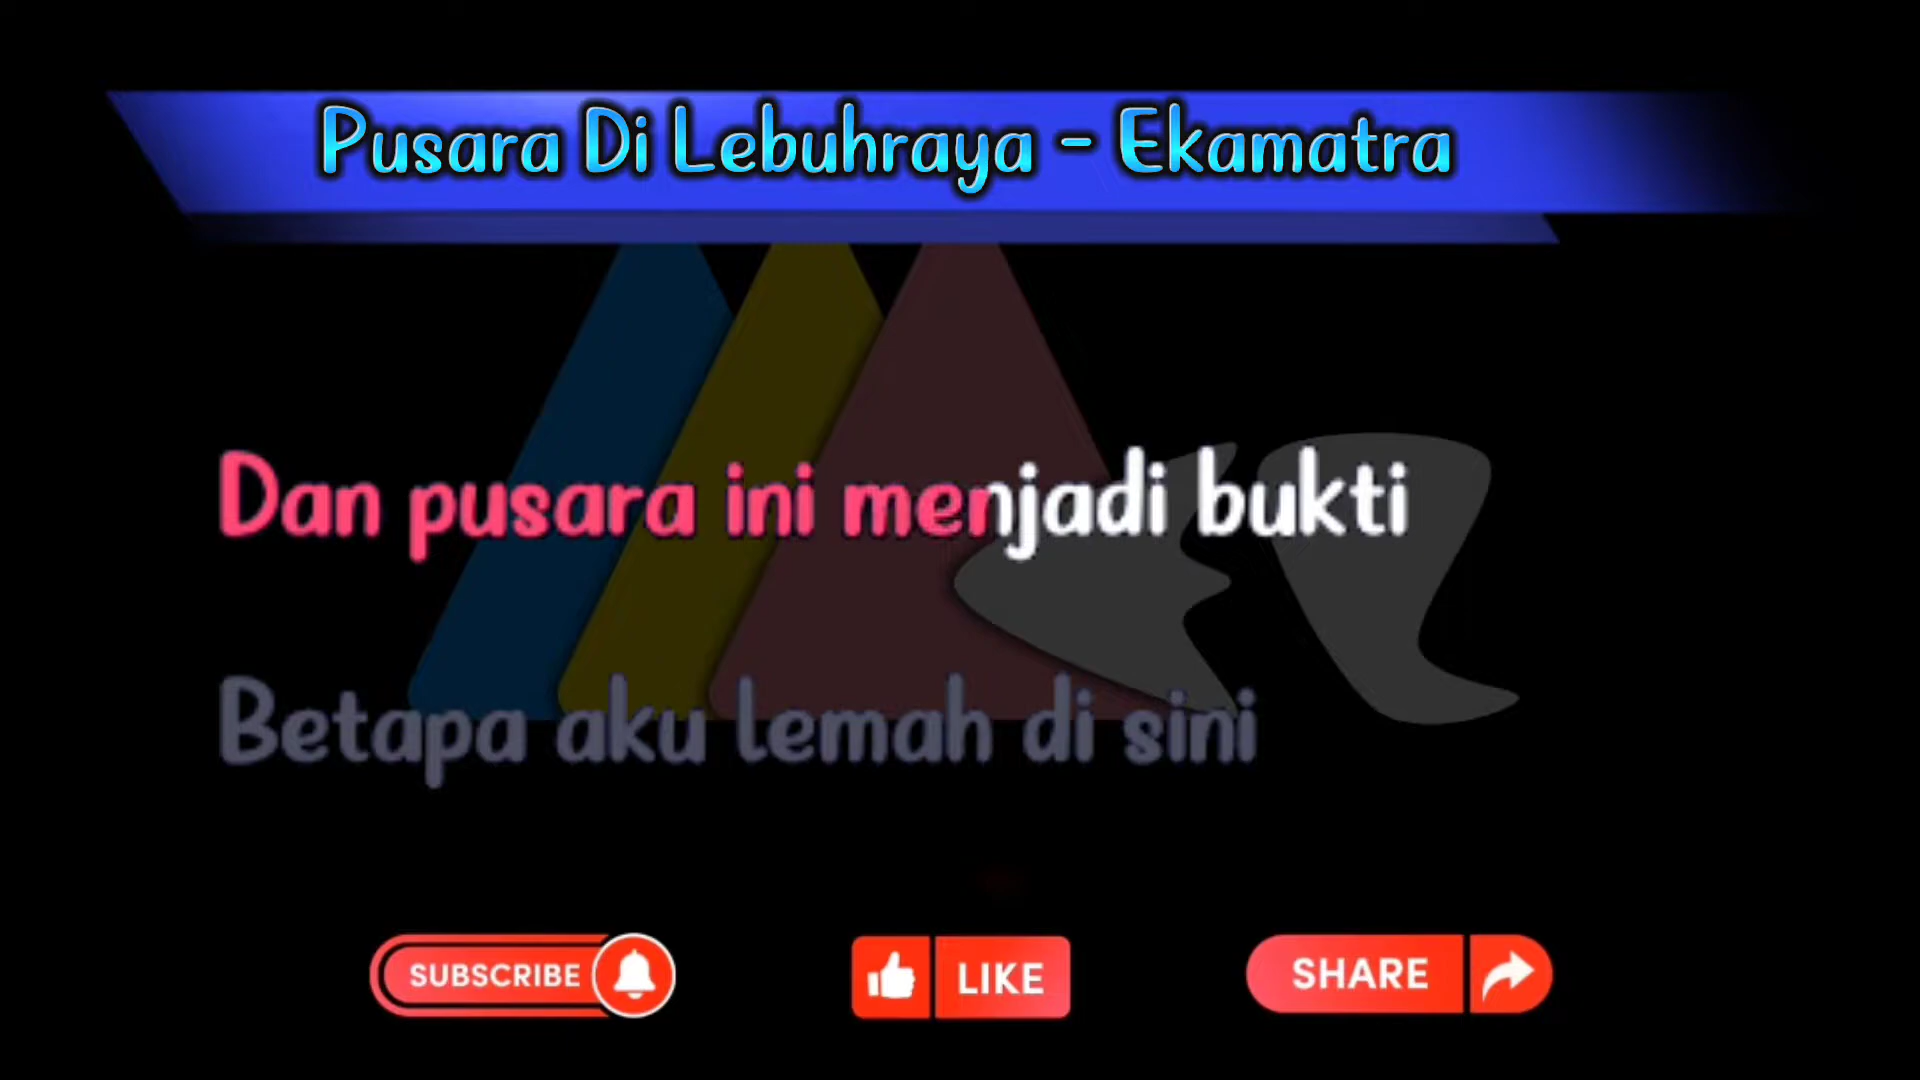 Pusara Di Lebuhraya - Ekamatra
Dan pusara ini menjadi bukti
Betapa aku lemah di sini
SUBSCRIBE LIKE SHARE